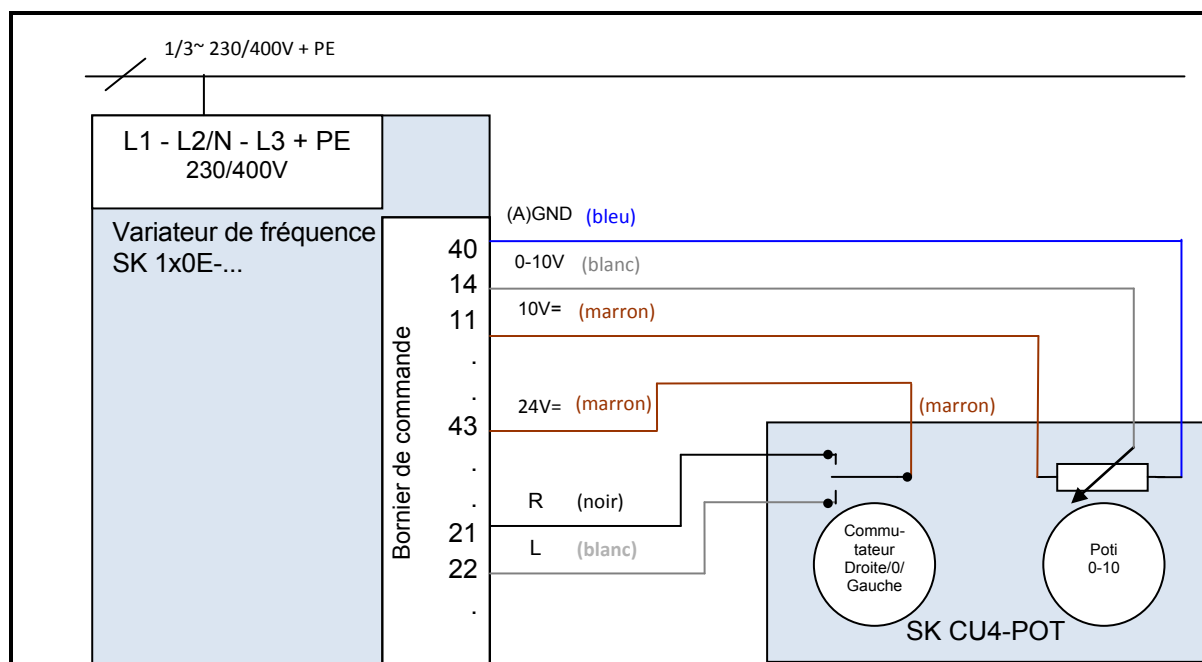 1/3~ 230/400V + PE
L1 - L2/N - L3 + PE
230/400V
Variateur de fréquence
SK 1x0E-...
Bornier de commande
40
14
11
.
.
43
.
.
21
22
.
(A)GND (bleu)
0-10V (blanc)
10V= (marron)
24V= (marron)
(marron)
R (noir)
L (blanc)
Commu-
tateur
Droite/0/
Gauche
Poti
0-10
SK CU4-POT